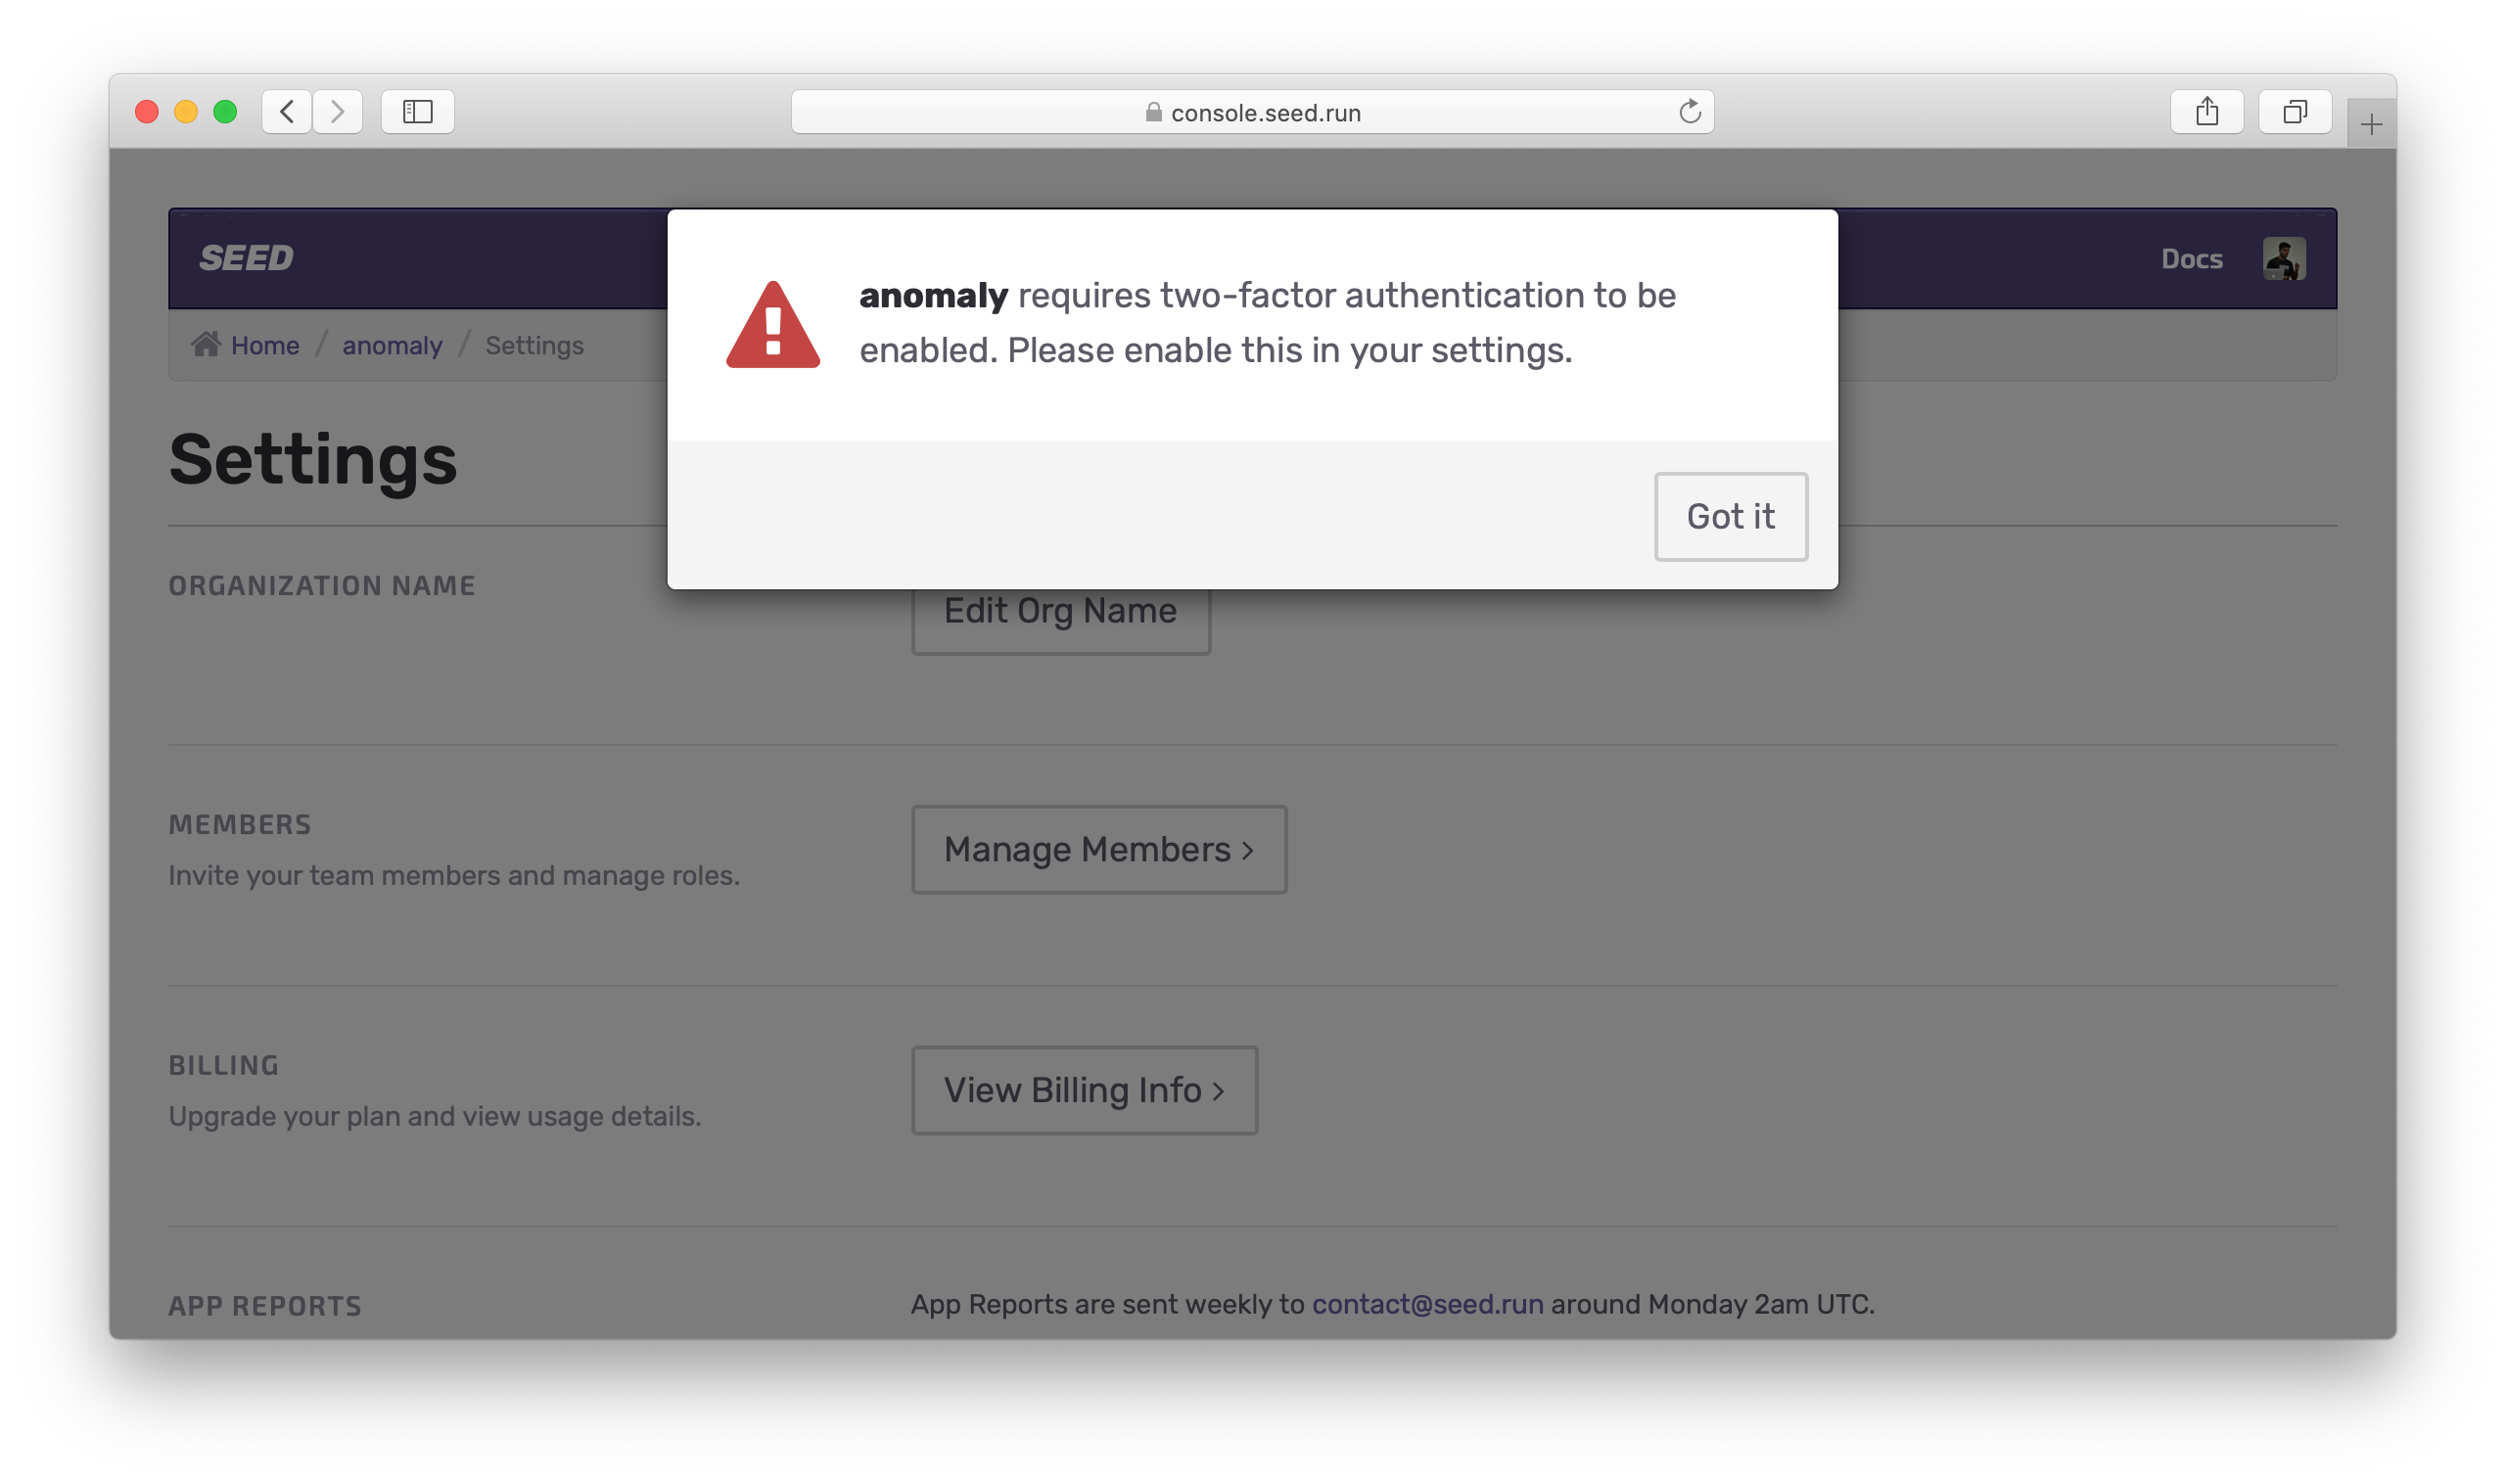 console.seed.run
SEED
Docs
anomaly requires two-factor authentication to be
enabled. Please enable this in your settings.
Got it
Home / anomaly / Settings
Settings
ORGANIZATION NAME
Edit Org Name
MEMBERS
Invite your team members and manage roles.
Manage Members >
BILLING
Upgrade your plan and view usage details.
View Billing Info >
APP REPORTS
App Reports are sent weekly to contact@seed.run around Monday 2am UTC.